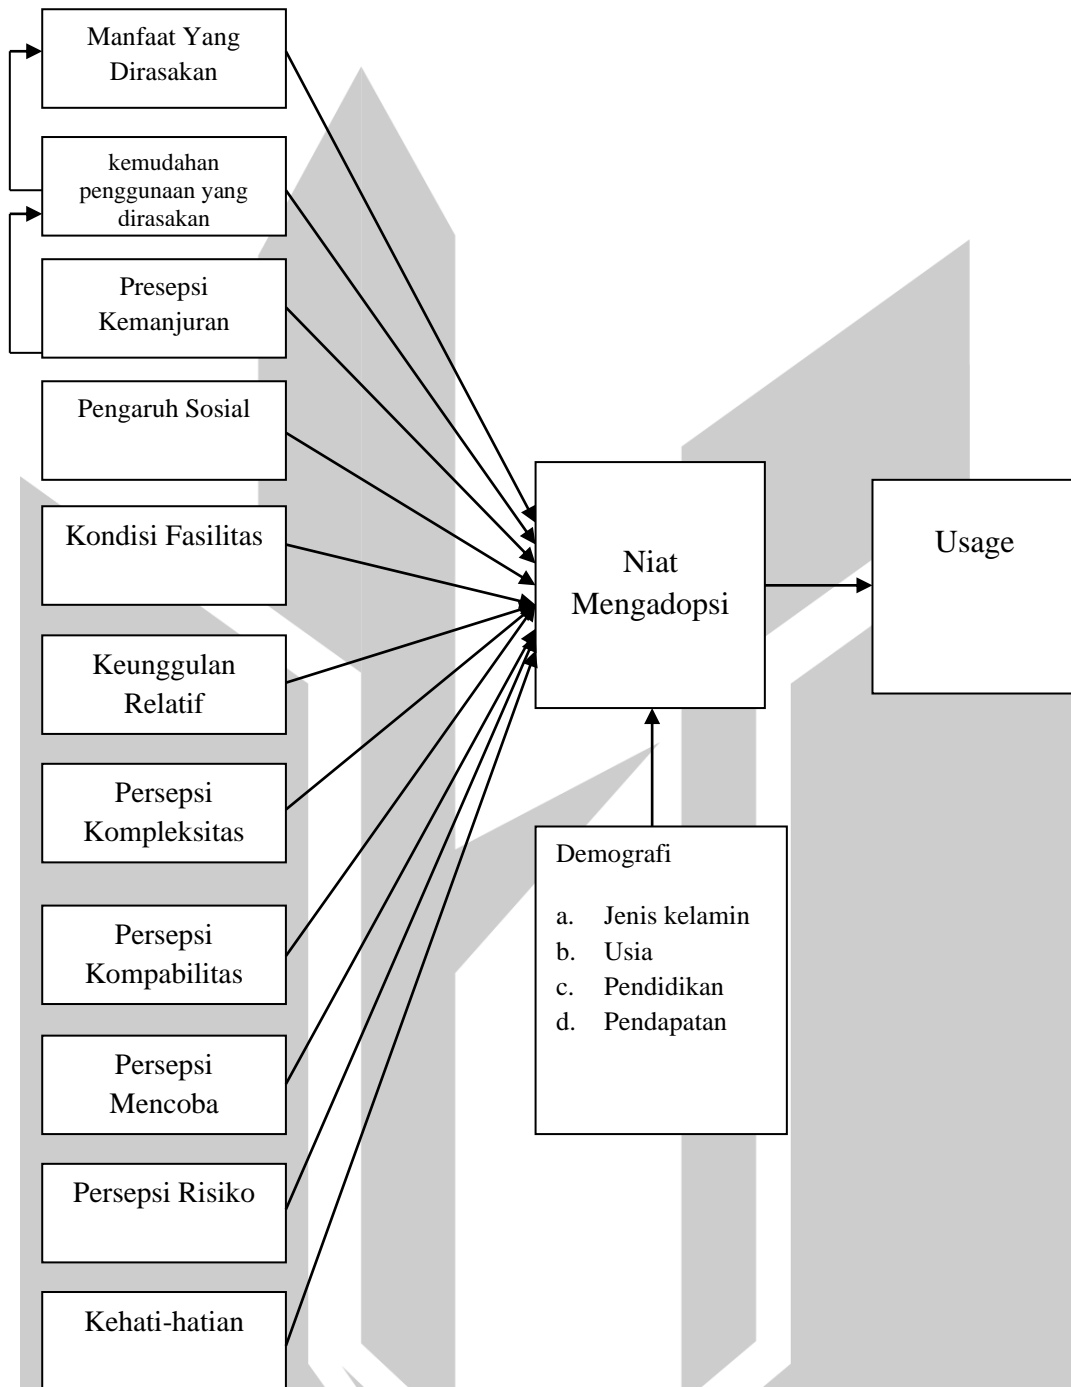 Manfaat Yang
Dirasakan
kemudahan
penggunaan yang
dirasakan
Presepsi
Kemanjuran
Pengaruh Sosial
Kondisi Fasilitas
Keunggulan
Relatif
Persepsi
Kompleksitas
Persepsi
Kompabilitas
Persepsi
Mencoba
Persepsi Risiko
Kehati-hatian
Niat
Mengadopsi
Usage
Demografi
a. Jenis kelamin
b. Usia
c. Pendidikan
d. Pendapatan